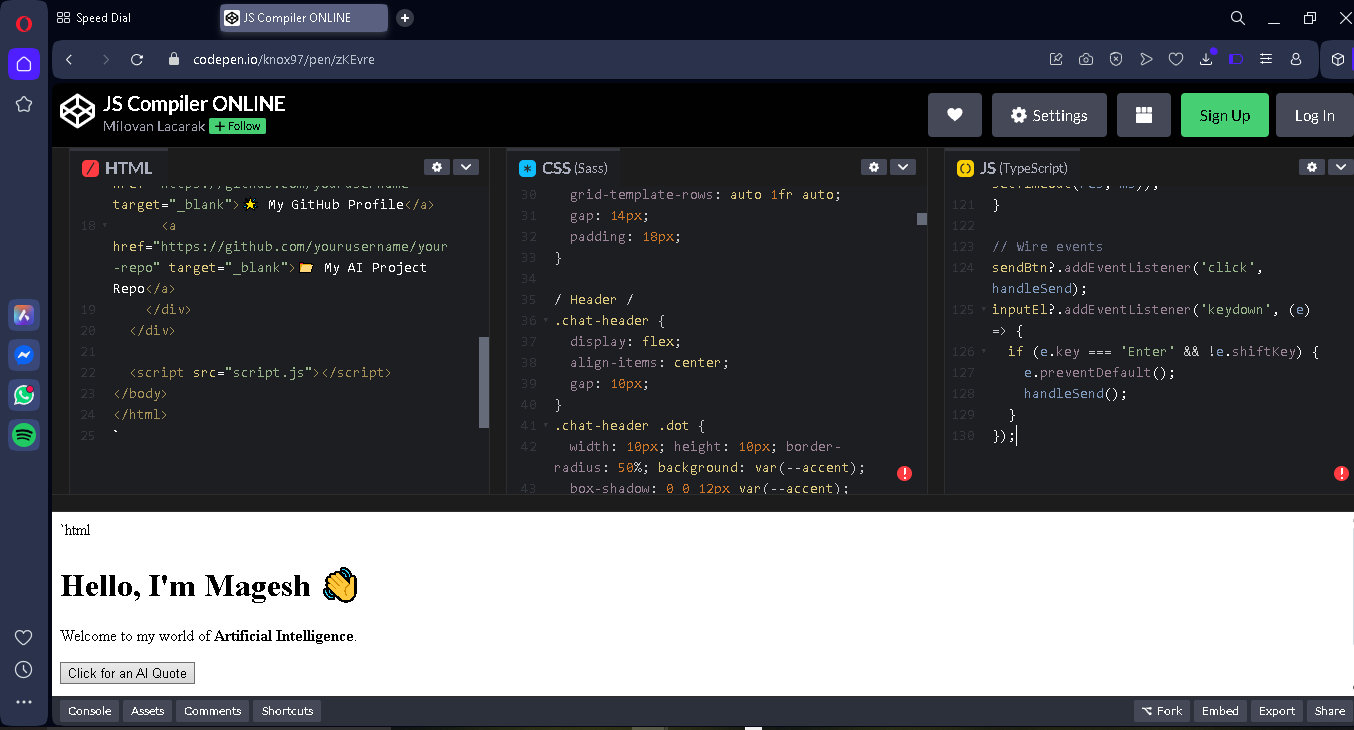 Speed Dial
JS Compiler ONLINE
codepen.io/knox97/pen/zKEvre
JS Compiler ONLINE
Milovan Lacarak
+ Follow
Settings
Sign Up
Log In
HTML
href="https://github.com/yourusername"
target="_blank">🌟 My GitHub Profile</a>
18 <a
href="https://github.com/yourusername/your
-repo" target="_blank">📂 My AI Project
Repo</a>
19 </div>
20 </div>
21
22 <script src="script.js"></script>
23 </body>
24 </html>
25 `
CSS (Sass)
30 grid-template-rows: auto 1fr auto;
31 gap: 14px;
32 padding: 18px;
33 }
34
35 / Header /
36 .chat-header {
37 display: flex;
38 align-items: center;
39 gap: 10px;
40 }
41 .chat-header .dot {
42 width: 10px; height: 10px; border-
radius: 50%; background: var(--accent);
43 box-shadow: 0 0 12px var(--accent);
JS (TypeScript)
setTimeout(res, ms));
121 }
122
123 // Wire events
124 sendBtn?.addEventListener('click',
handleSend);
125 inputEl?.addEventListener('keydown', (e)
=> {
126 if (e.key === 'Enter' && !e.shiftKey) {
127 e.preventDefault();
128 handleSend();
129 }
130 });
`html
Hello, I'm Magesh 👋
Welcome to my world of Artificial Intelligence.
Click for an AI Quote
Console
Assets
Comments
Shortcuts
Fork
Embed
Export
Share